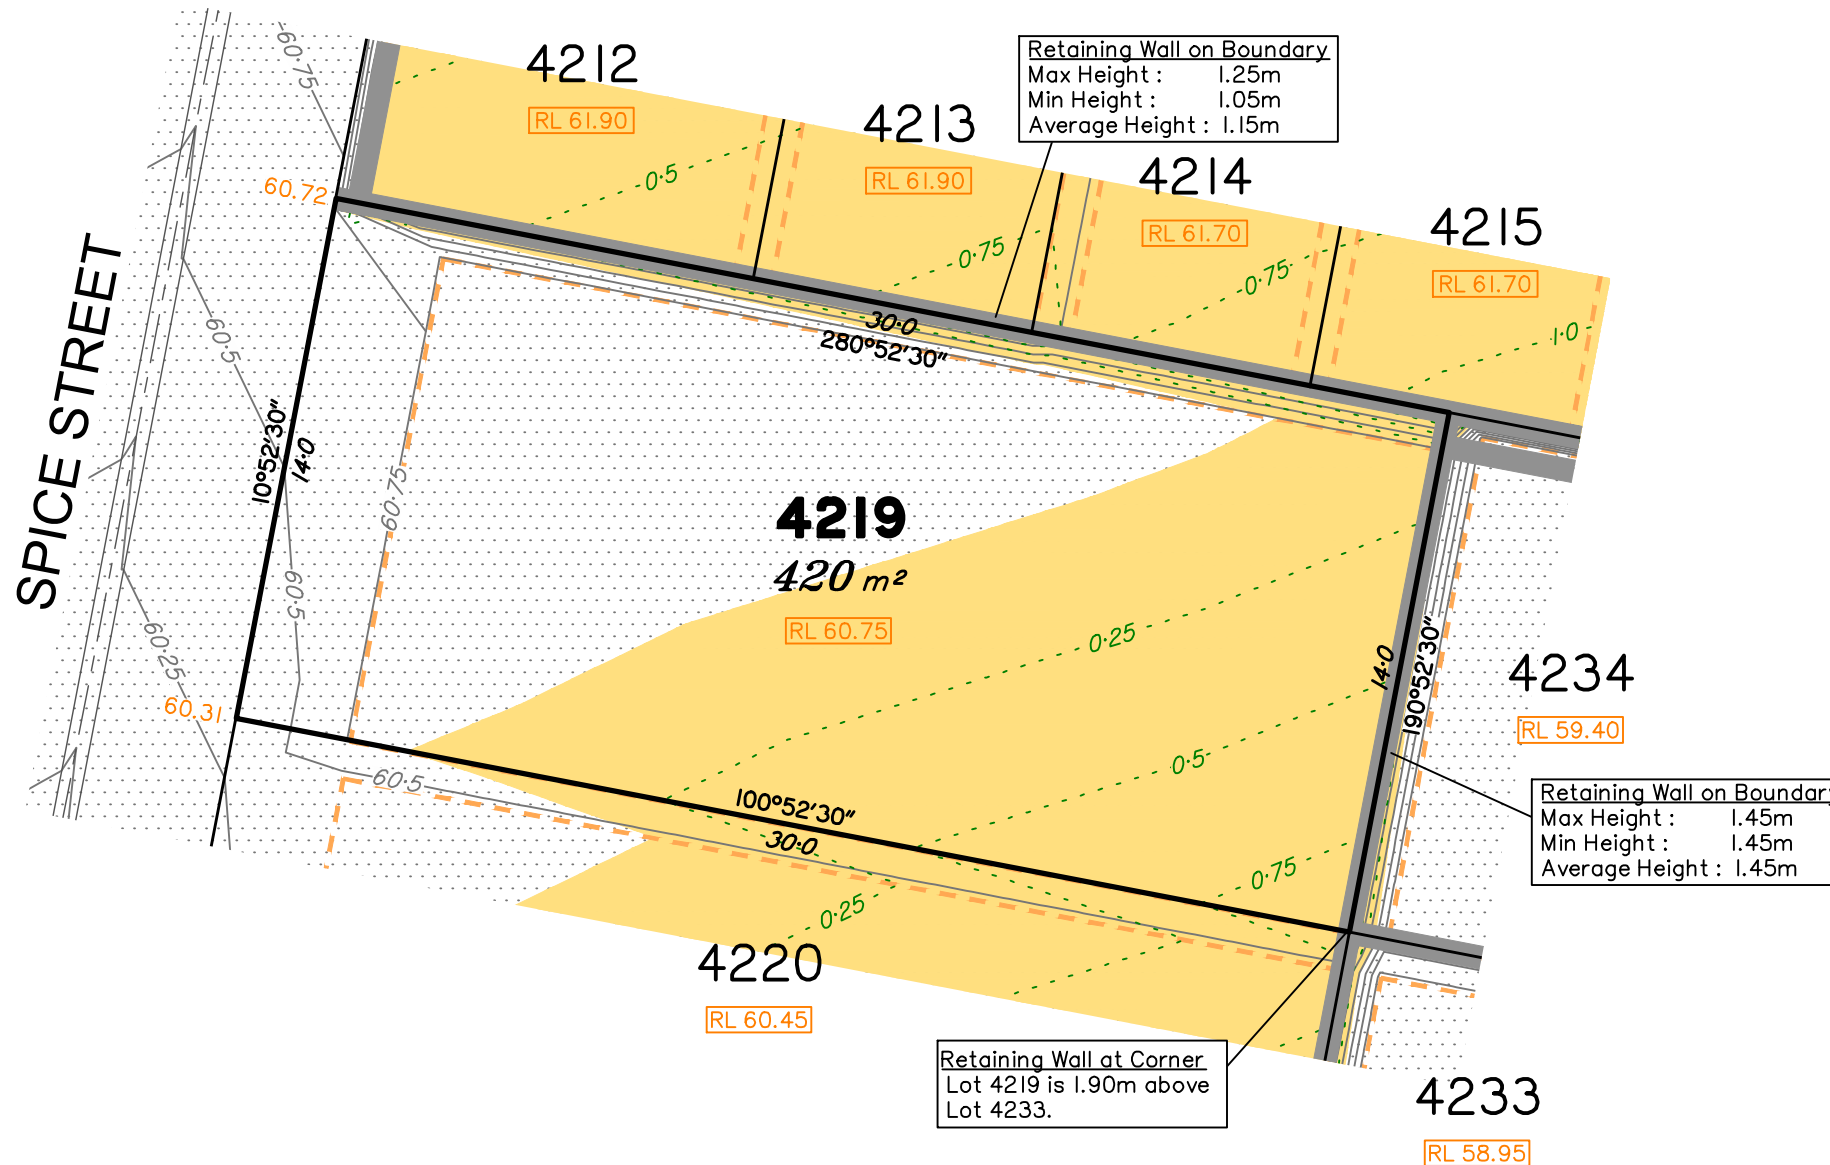 4212
RL 61.90
4213
RL 61.90
4214
RL 61.70
4215
RL 61.70
Retaining Wall on Boundary
Max Height : 1.25m
Min Height : 1.05m
Average Height : 1.15m
60·75
60.72
0·5
0·75
0·75
1·0
SPICE STREET
60·5
30·0
280°52'30"
10°52'30"
14·0
60·75
4219
420 m²
RL 60.75
60·5
60·25
60.31
0·25
0·5
0·75
14·0
190°52'30"
4234
RL 59.40
Retaining Wall on Boundary
Max Height : 1.45m
Min Height : 1.45m
Average Height : 1.45m
60·5
100°52'30"
30·0
0·25
4220
RL 60.45
Retaining Wall at Corner
Lot 4219 is 1.90m above
Lot 4233.
4233
RL 58.95